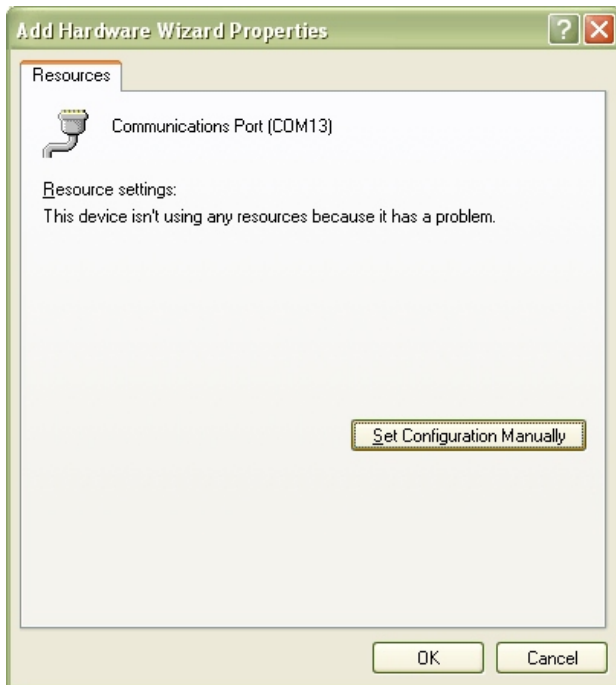 Add Hardware Wizard Properties
Resources
Communications Port (COM13)
Resource settings:
This device isn't using any resources because it has a problem.
Set Configuration Manually
OK Cancel